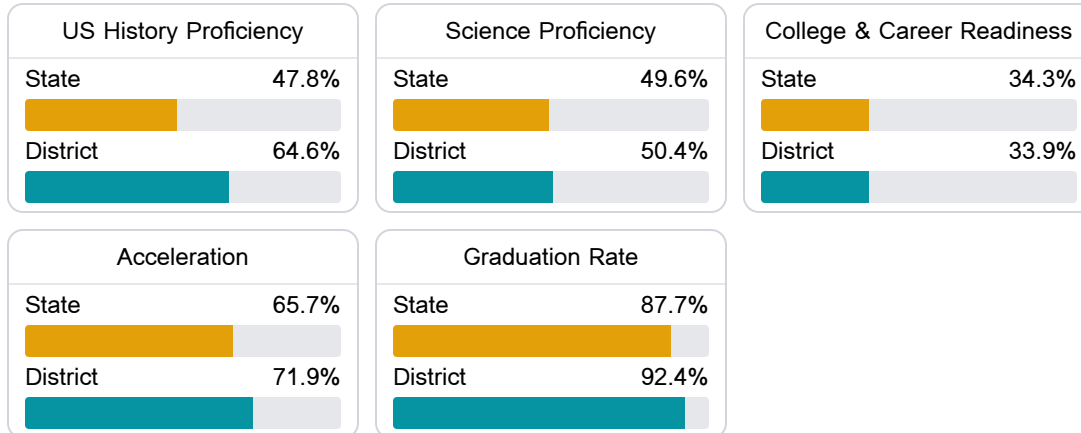 US History Proficiency
State 47.8%
District 64.6%
Science Proficiency
State 49.6%
District 50.4%
College & Career Readiness
State 34.3%
District 33.9%
Acceleration
State 65.7%
District 71.9%
Graduation Rate
State 87.7%
District 92.4%